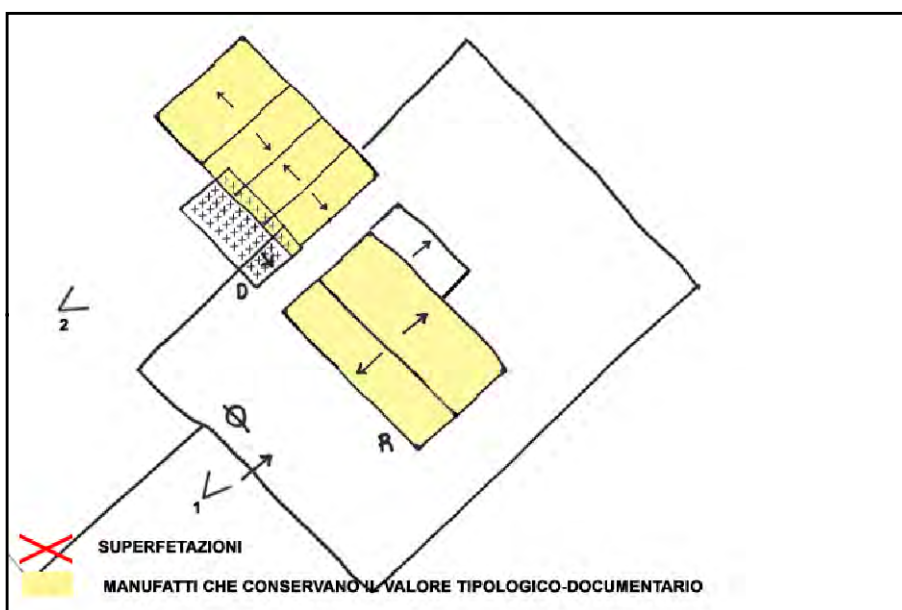 D
2
R
1
SUPERFETAZIONI
MANUFATTI CHE CONSERVANO IL VALORE TIPOLOGICO-DOCUMENTARIO